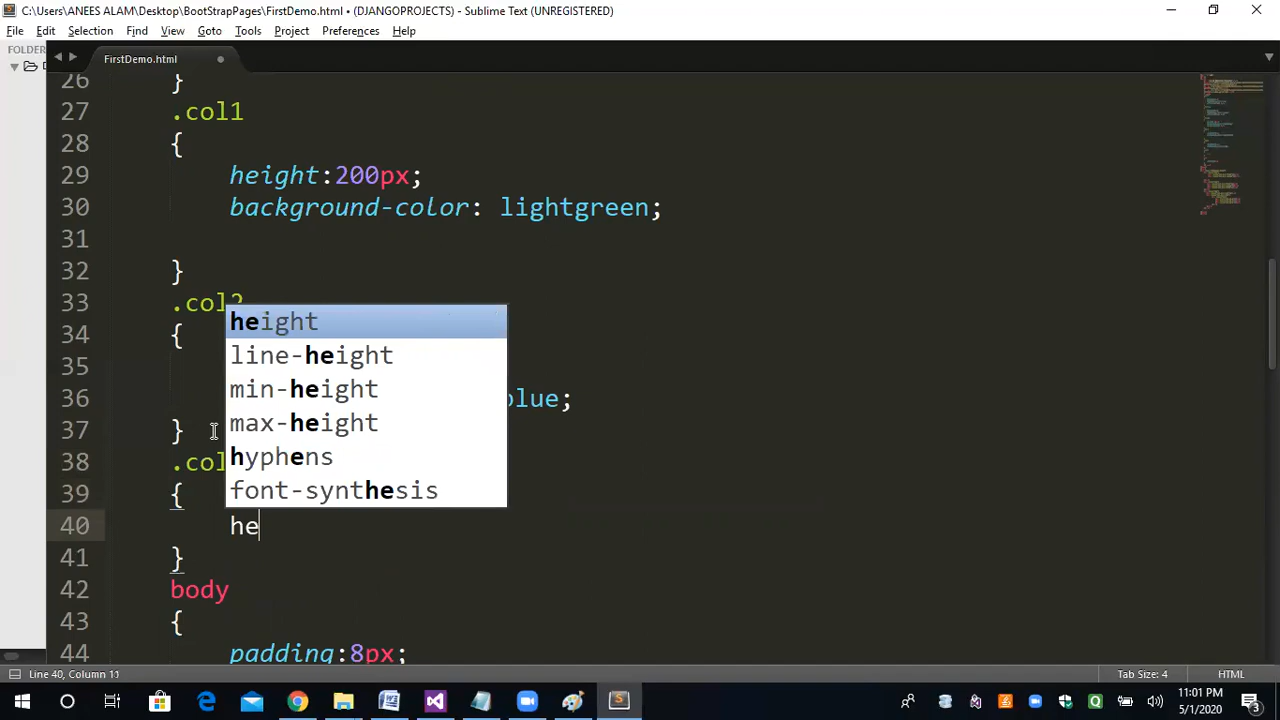 C:\Users\ANEES ALAM\Desktop\BootStrapPages\FirstDemo.html • (DJANGOPROJECTS) - Sublime Text (UNREGISTERED)
File Edit Selection Find View Goto Tools Project Preferences Help
FOLDER
FirstDemo.html
26 }
27 .col1
28 {
29 height:200px;
30 background-color: lightgreen;
31
32 }
33 .col2
34 {
35
36 blue;
37 }
38 .col
39 {
40 he
41 }
42 body
43 {
44 padding:8px;
height
line-height
min-height
max-height
hyphens
font-synthesis
Line 40, Column 11
Tab Size: 4
HTML
11:01 PM
5/1/2020
3